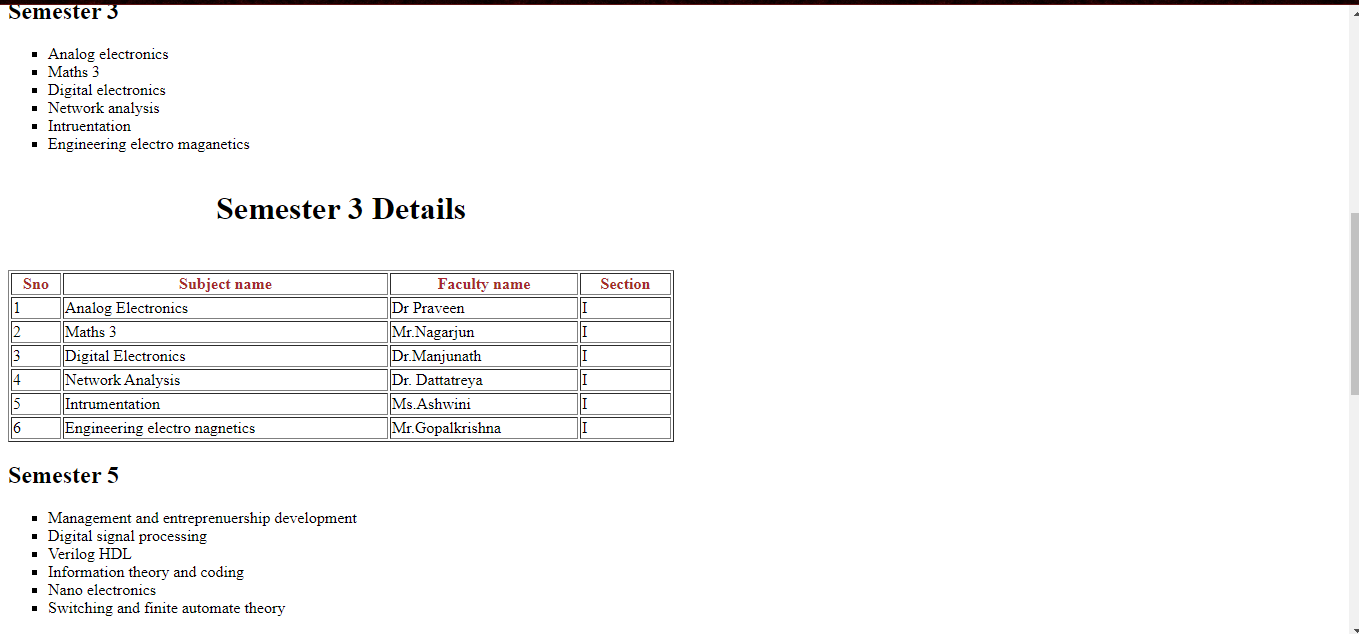 Semester 3
Analog electronics
Maths 3
Digital electronics
Network analysis
Intruentation
Engineering electro maganetics
Semester 3 Details
Sno Subject name Faculty name Section
1 Analog Electronics Dr Praveen I
2 Maths 3 Mr.Nagarjun I
3 Digital Electronics Dr.Manjunath I
4 Network Analysis Dr. Dattatreya I
5 Intrumentation Ms.Ashwini I
6 Engineering electro nagnetics Mr.Gopalkrishna I
Semester 5
Management and entreprenuership development
Digital signal processing
Verilog HDL
Information theory and coding
Nano electronics
Switching and finite automate theory